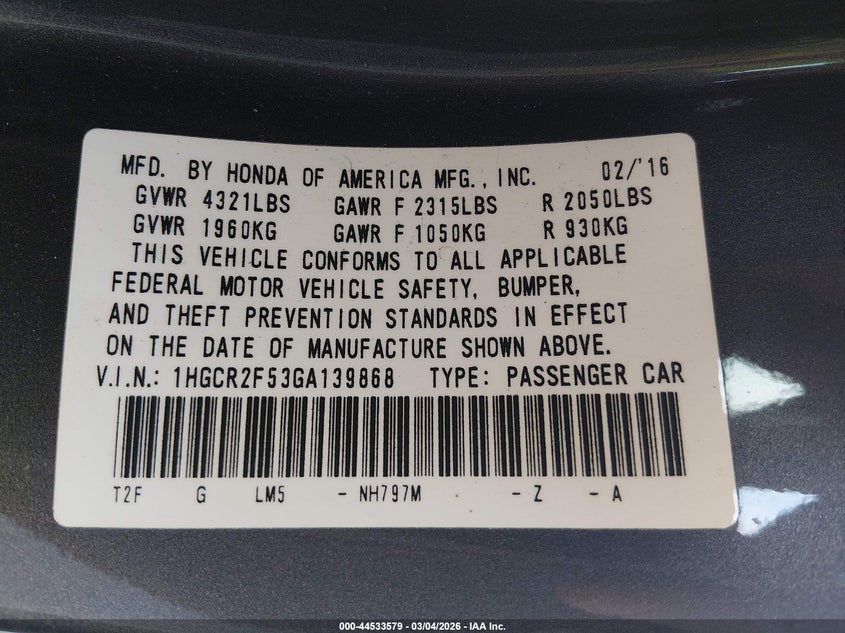 MFD. BY HONDA OF AMERICA MFG., INC. 02/'16
GVWR 4321LBS GAWR F 2315LBS R 2050LBS
GVWR 1960KG GAWR F 1050KG R 930KG
THIS VEHICLE CONFORMS TO ALL APPLICABLE
FEDERAL MOTOR VEHICLE SAFETY, BUMPER,
AND THEFT PREVENTION STANDARDS IN EFFECT
ON THE DATE OF MANUFACTURE SHOWN ABOVE.
V.I.N.: 1HGCR2F53GA139868 TYPE: PASSENGER CAR
T2F G LM5 - NH797M - Z - A
000-44533579 - 03/04/2026 - IAA Inc.